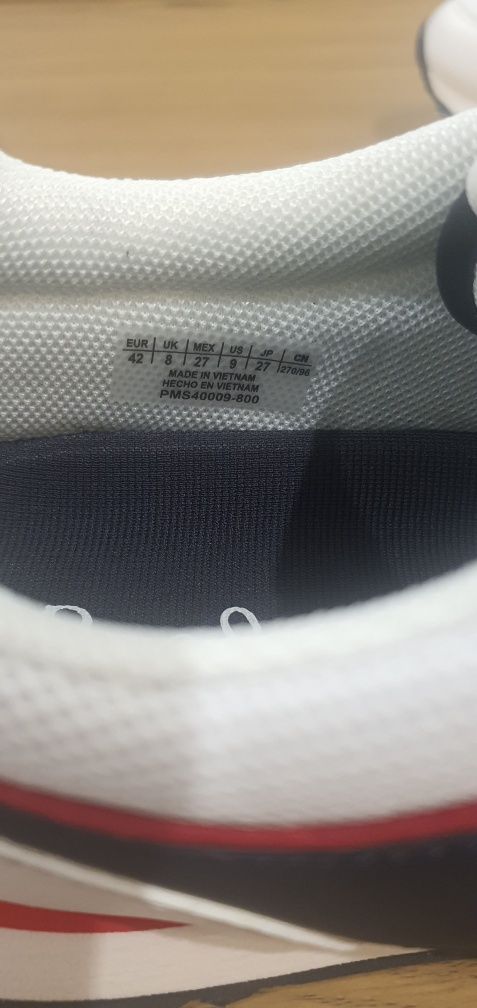 EUR | UK | MEX | US | JP | CN
42 | 8 | 27 | 9 | 27 | 270/96
MADE IN VIETNAM
HECHO EN VIETNAM
PMS40009-800